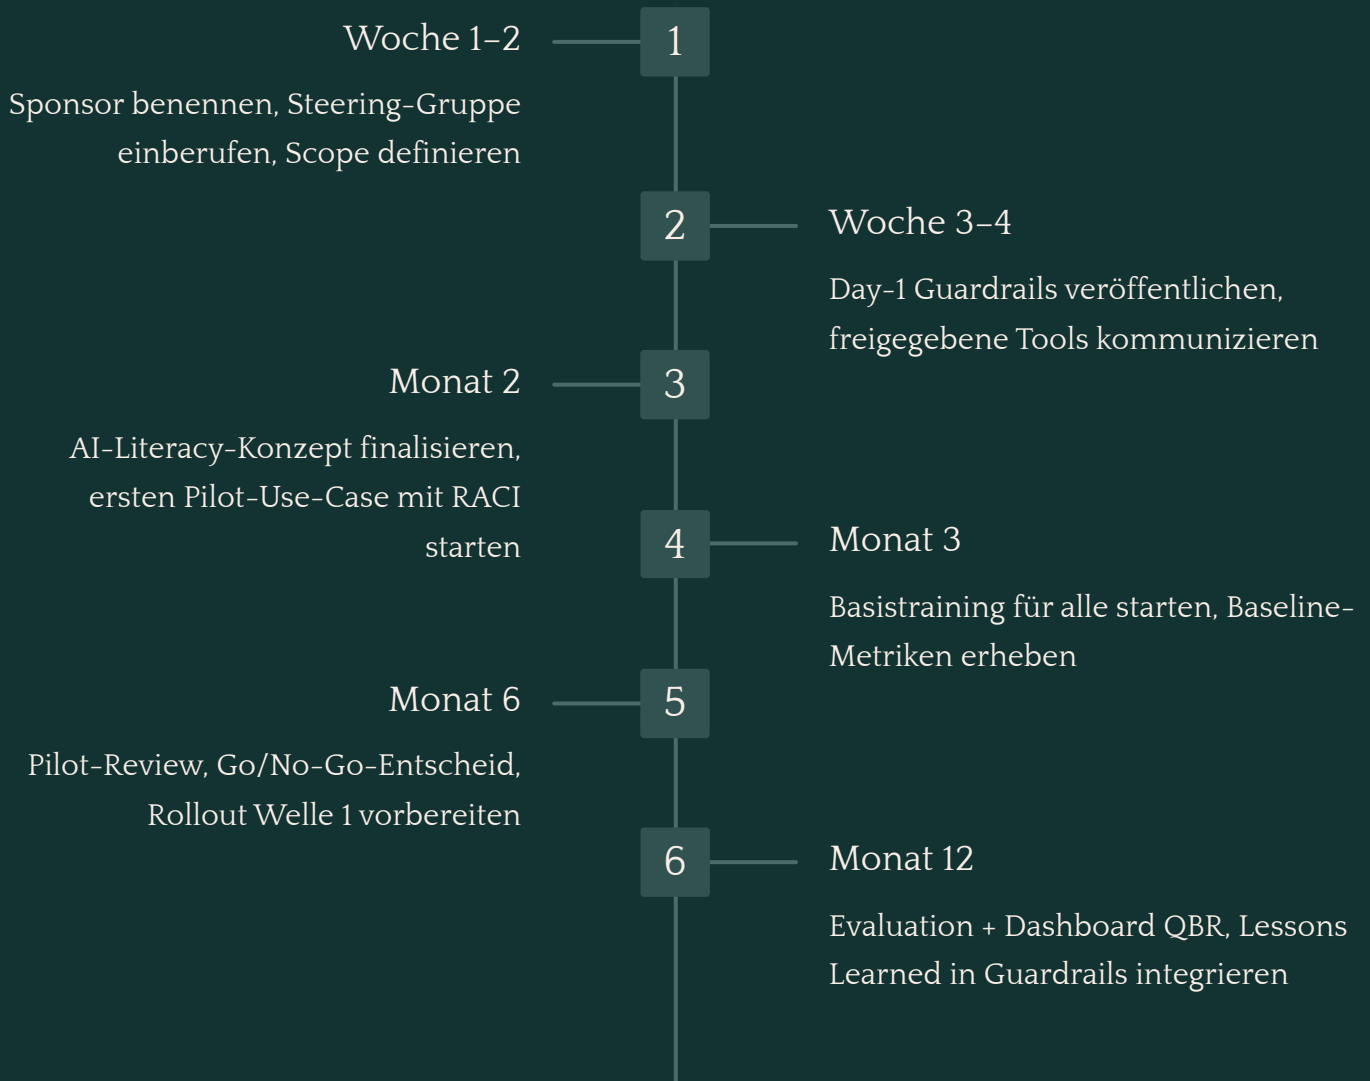 Woche 1–2
1
Sponsor benennen, Steering-Gruppe
einberufen, Scope definieren
2
Woche 3–4
Day-1 Guardrails veröffentlichen,
freigegebene Tools kommunizieren
Monat 2
3
AI-Literacy-Konzept finalisieren,
ersten Pilot-Use-Case mit RACI
starten
4
Monat 3
Basistraining für alle starten, Baseline-
Metriken erheben
Monat 6
5
Pilot-Review, Go/No-Go-Entscheid,
Rollout Welle 1 vorbereiten
6
Monat 12
Evaluation + Dashboard QBR, Lessons
Learned in Guardrails integrieren